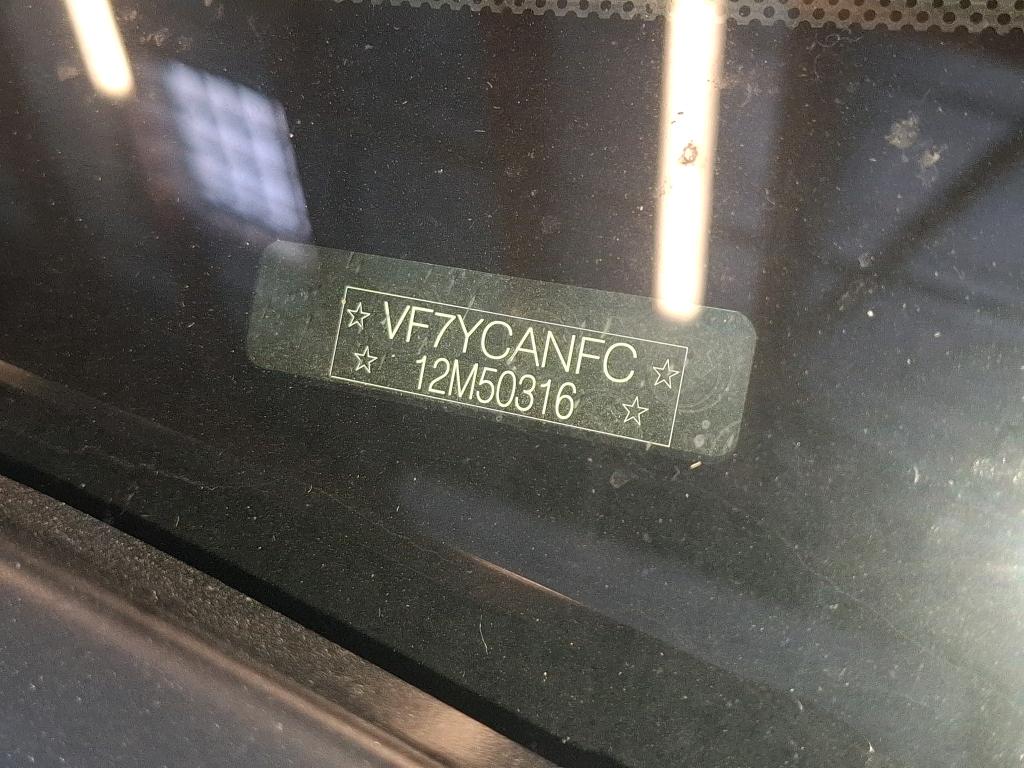 ☆ VF7YCANFC ☆
☆ 12M50316 ☆